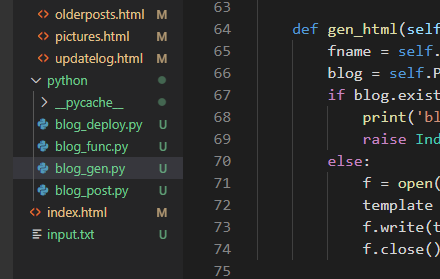 olderposts.html M
pictures.html M
updatelog.html M
python
__pycache__
blog_deploy.py U
blog_func.py U
blog_gen.py U
blog_post.py U
index.html M
input.txt U
63
64 def gen_html(self
65 fname = self.
66 blog = self.P
67 if blog.exist
68 print('bl
69 raise Ind
70 else:
71 f = open(
72 template
73 f.write(t
74 f.close()
75